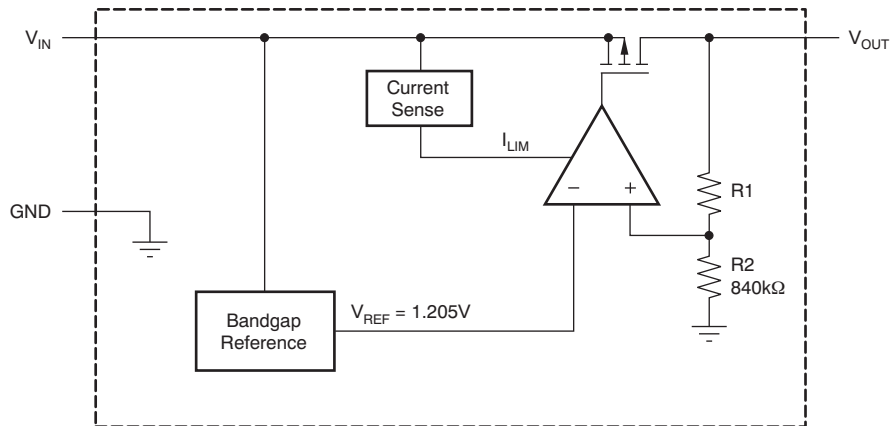 V_IN
V_OUT
Current
Sense
I_LIM
− +
R1
GND
R2
840kΩ
V_REF = 1.205V
Bandgap
Reference